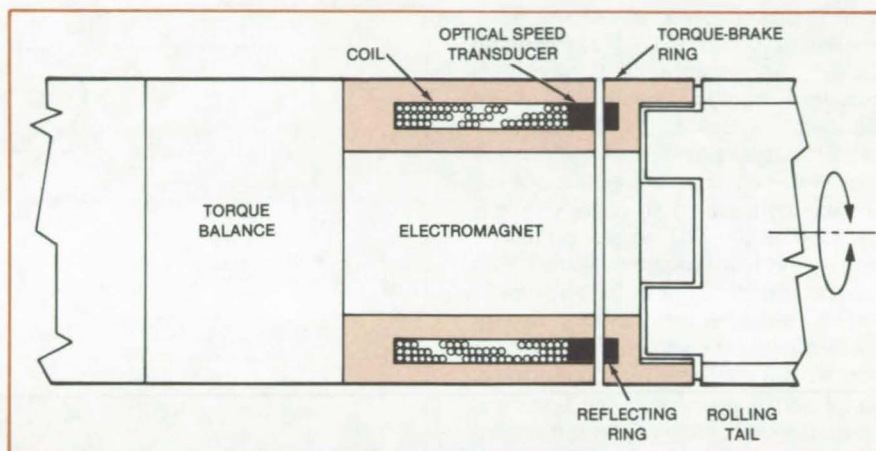 OPTICAL SPEED
TRANSDUCER
TORQUE-BRAKE
RING
COIL
TORQUE
BALANCE
ELECTROMAGNET
REFLECTING
RING
ROLLING
TAIL